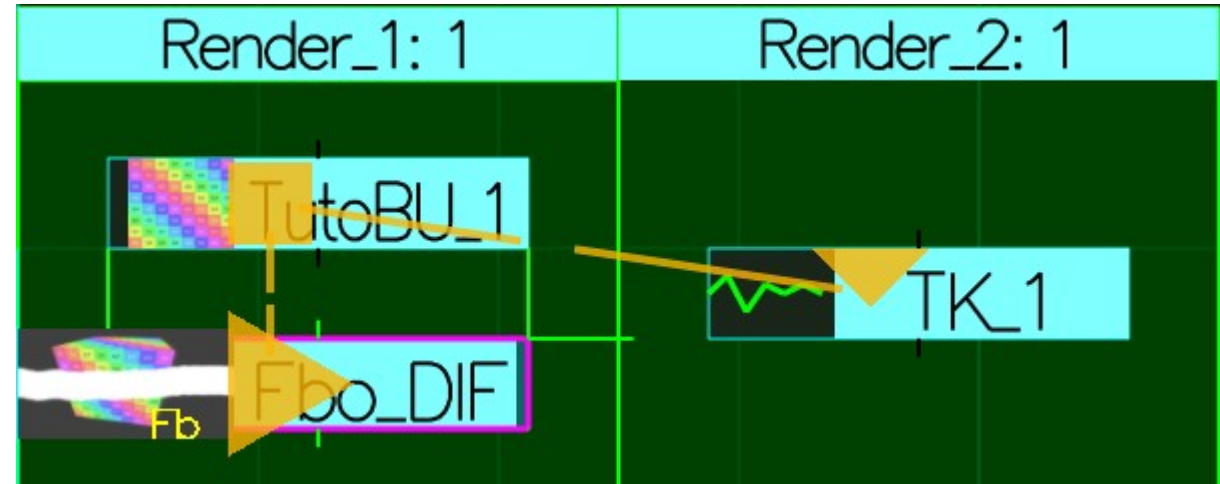 Render_1: 1
Render_2: 1
TutoBU_1
TK_1
Fbo_DIF
Fb